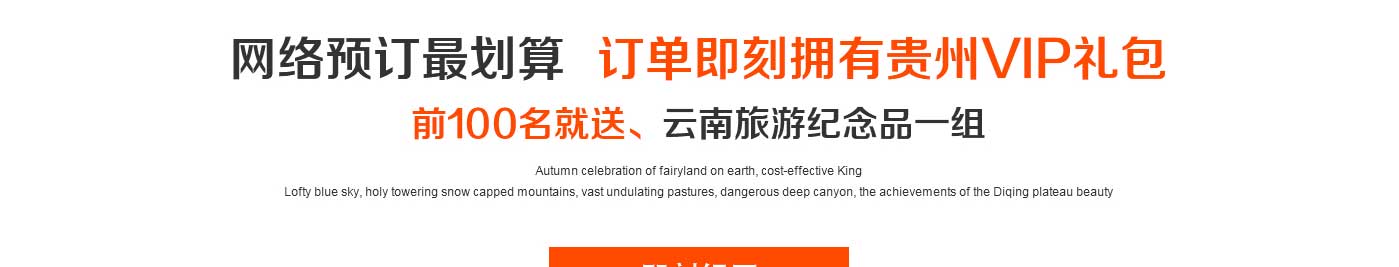 网络预订最划算 订单即刻拥有贵州VIP礼包
前100名就送、云南旅游纪念品一组
Autumn celebration of fairyland on earth, cost-effective King
Lofty blue sky, holy towering snow capped mountains, vast undulating pastures, dangerous deep canyon, the achievements of the Diqing plateau beauty